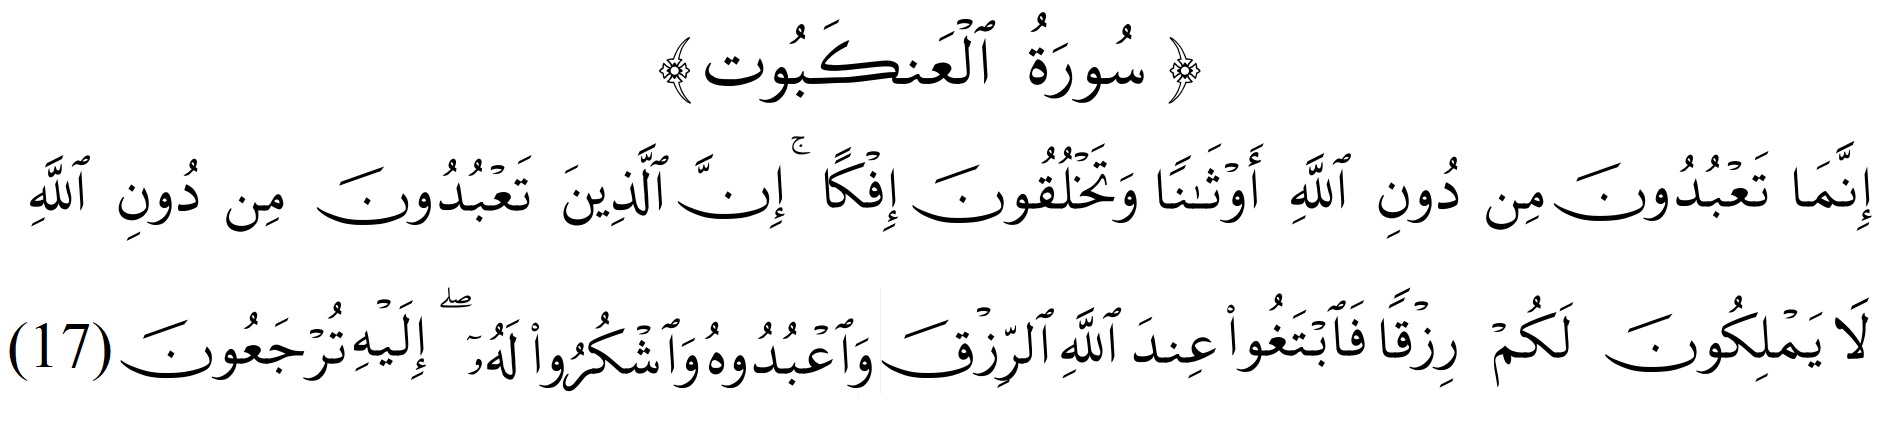 ﴿ سُورَةُ ٱلْعَنكَبُوت ﴾
إِنَّمَا تَعْبُدُونَ مِن دُونِ ٱللَّهِ أَوْثَـٰنًا وَتَخْلُقُونَ إِفْكًا ۚ إِنَّ ٱلَّذِينَ تَعْبُدُونَ مِن دُونِ ٱللَّهِ
لَا يَمْلِكُونَ لَكُمْ رِزْقًا فَٱبْتَغُوا۟ عِندَ ٱللَّهِ ٱلرِّزْقَ وَٱعْبُدُوهُ وَٱشْكُرُوا۟ لَهُۥٓ ۖ إِلَيْهِ تُرْجَعُونَ (17)